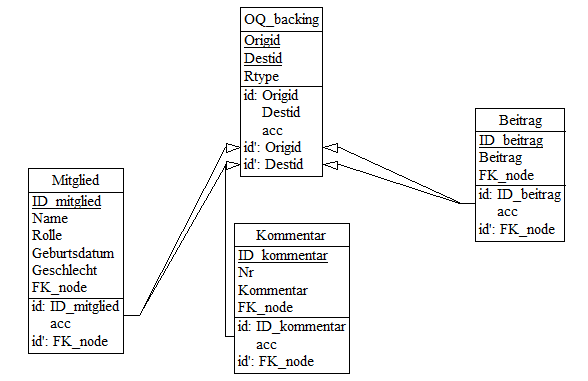 OQ_backing
Origid
Destid
Rtype
id: Origid
Destid
acc
id': Origid
id': Destid
Beitrag
ID_beitrag
Beitrag
FK_node
id: ID_beitrag
acc
id': FK_node
Mitglied
ID_mitglied
Name
Rolle
Geburtsdatum
Geschlecht
FK_node
id: ID_mitglied
acc
id': FK_node
Kommentar
ID_kommentar
Nr
Kommentar
FK_node
id: ID_kommentar
acc
id': FK_node